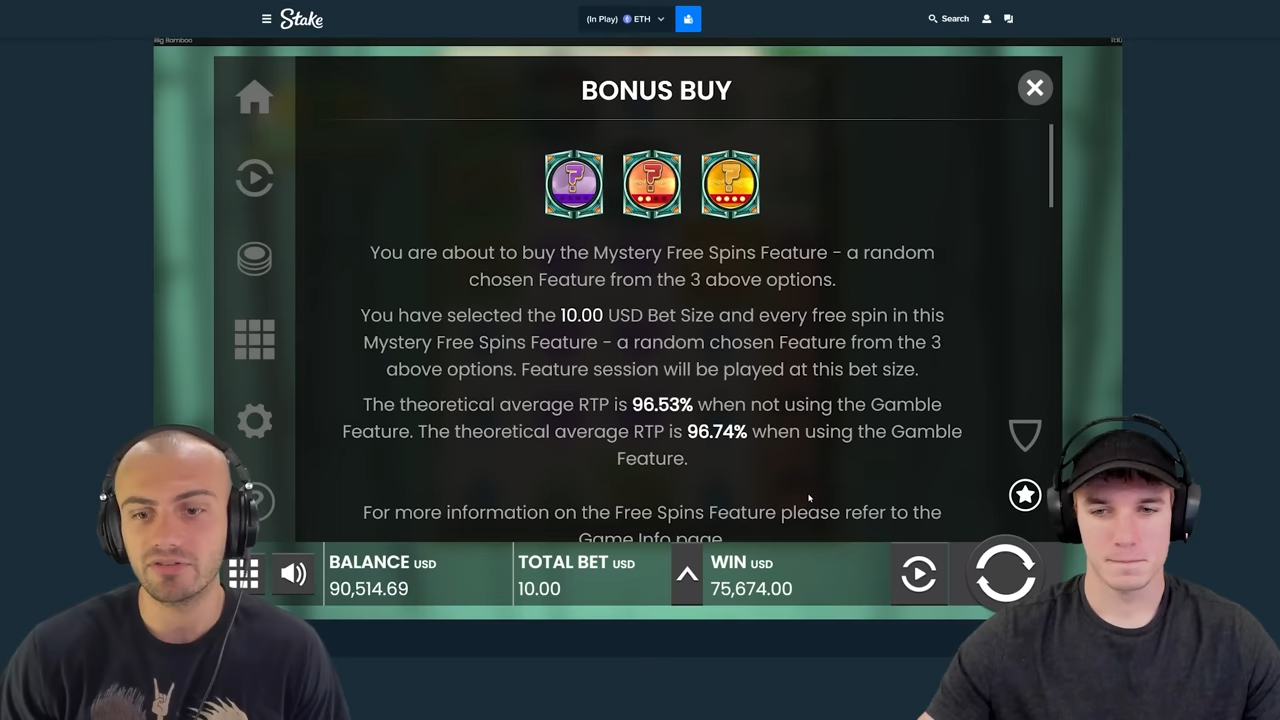 Stake
(In Play) ETH
Search
Big Bamboo
11:10
BONUS BUY
You are about to buy the Mystery Free Spins Feature - a random
chosen Feature from the 3 above options.
You have selected the 10.00 USD Bet Size and every free spin in this
Mystery Free Spins Feature - a random chosen Feature from the 3
above options. Feature session will be played at this bet size.
The theoretical average RTP is 96.53% when not using the Gamble
Feature. The theoretical average RTP is 96.74% when using the Gamble
Feature.
For more information on the Free Spins Feature please refer to the
Game Info page
BALANCE USD
90,514.69
TOTAL BET USD
10.00
WIN USD
75,674.00